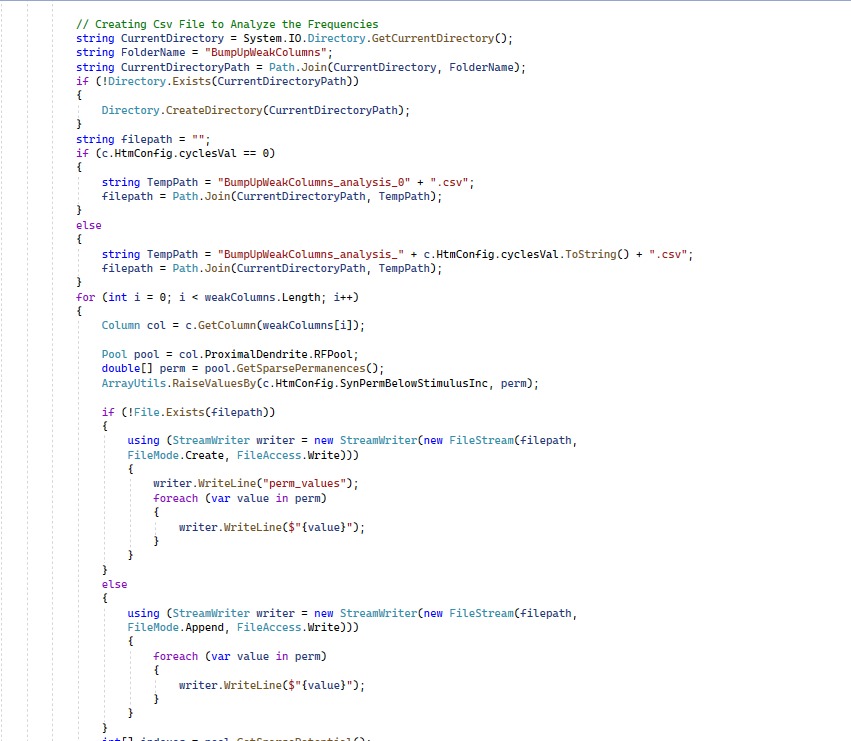 // Creating Csv File to Analyze the Frequencies
string CurrentDirectory = System.IO.Directory.GetCurrentDirectory();
string FolderName = "BumpUpWeakColumns";
string CurrentDirectoryPath = Path.Join(CurrentDirectory, FolderName);
if (!Directory.Exists(CurrentDirectoryPath))
{
Directory.CreateDirectory(CurrentDirectoryPath);
}
string filepath = "";
if (c.HtmConfig.cyclesVal == 0)
{
string TempPath = "BumpUpWeakColumns_analysis_0" + ".csv";
filepath = Path.Join(CurrentDirectoryPath, TempPath);
}
else
{
string TempPath = "BumpUpWeakColumns_analysis_" + c.HtmConfig.cyclesVal.ToString() + ".csv";
filepath = Path.Join(CurrentDirectoryPath, TempPath);
}
for (int i = 0; i < weakColumns.Length; i++)
{
Column col = c.GetColumn(weakColumns[i]);
Pool pool = col.ProximalDendrite.RFPool;
double[] perm = pool.GetSparsePermanences();
ArrayUtils.RaiseValuesBy(c.HtmConfig.SynPermBelowStimulusInc, perm);
if (!File.Exists(filepath))
{
using (StreamWriter writer = new StreamWriter(new FileStream(filepath,
FileMode.Create, FileAccess.Write)))
{
writer.WriteLine("perm_values");
foreach (var value in perm)
{
writer.WriteLine($"{value}");
}
}
}
else
{
using (StreamWriter writer = new StreamWriter(new FileStream(filepath,
FileMode.Append, FileAccess.Write)))
{
foreach (var value in perm)
{
writer.WriteLine($"{value}");
}
}
}